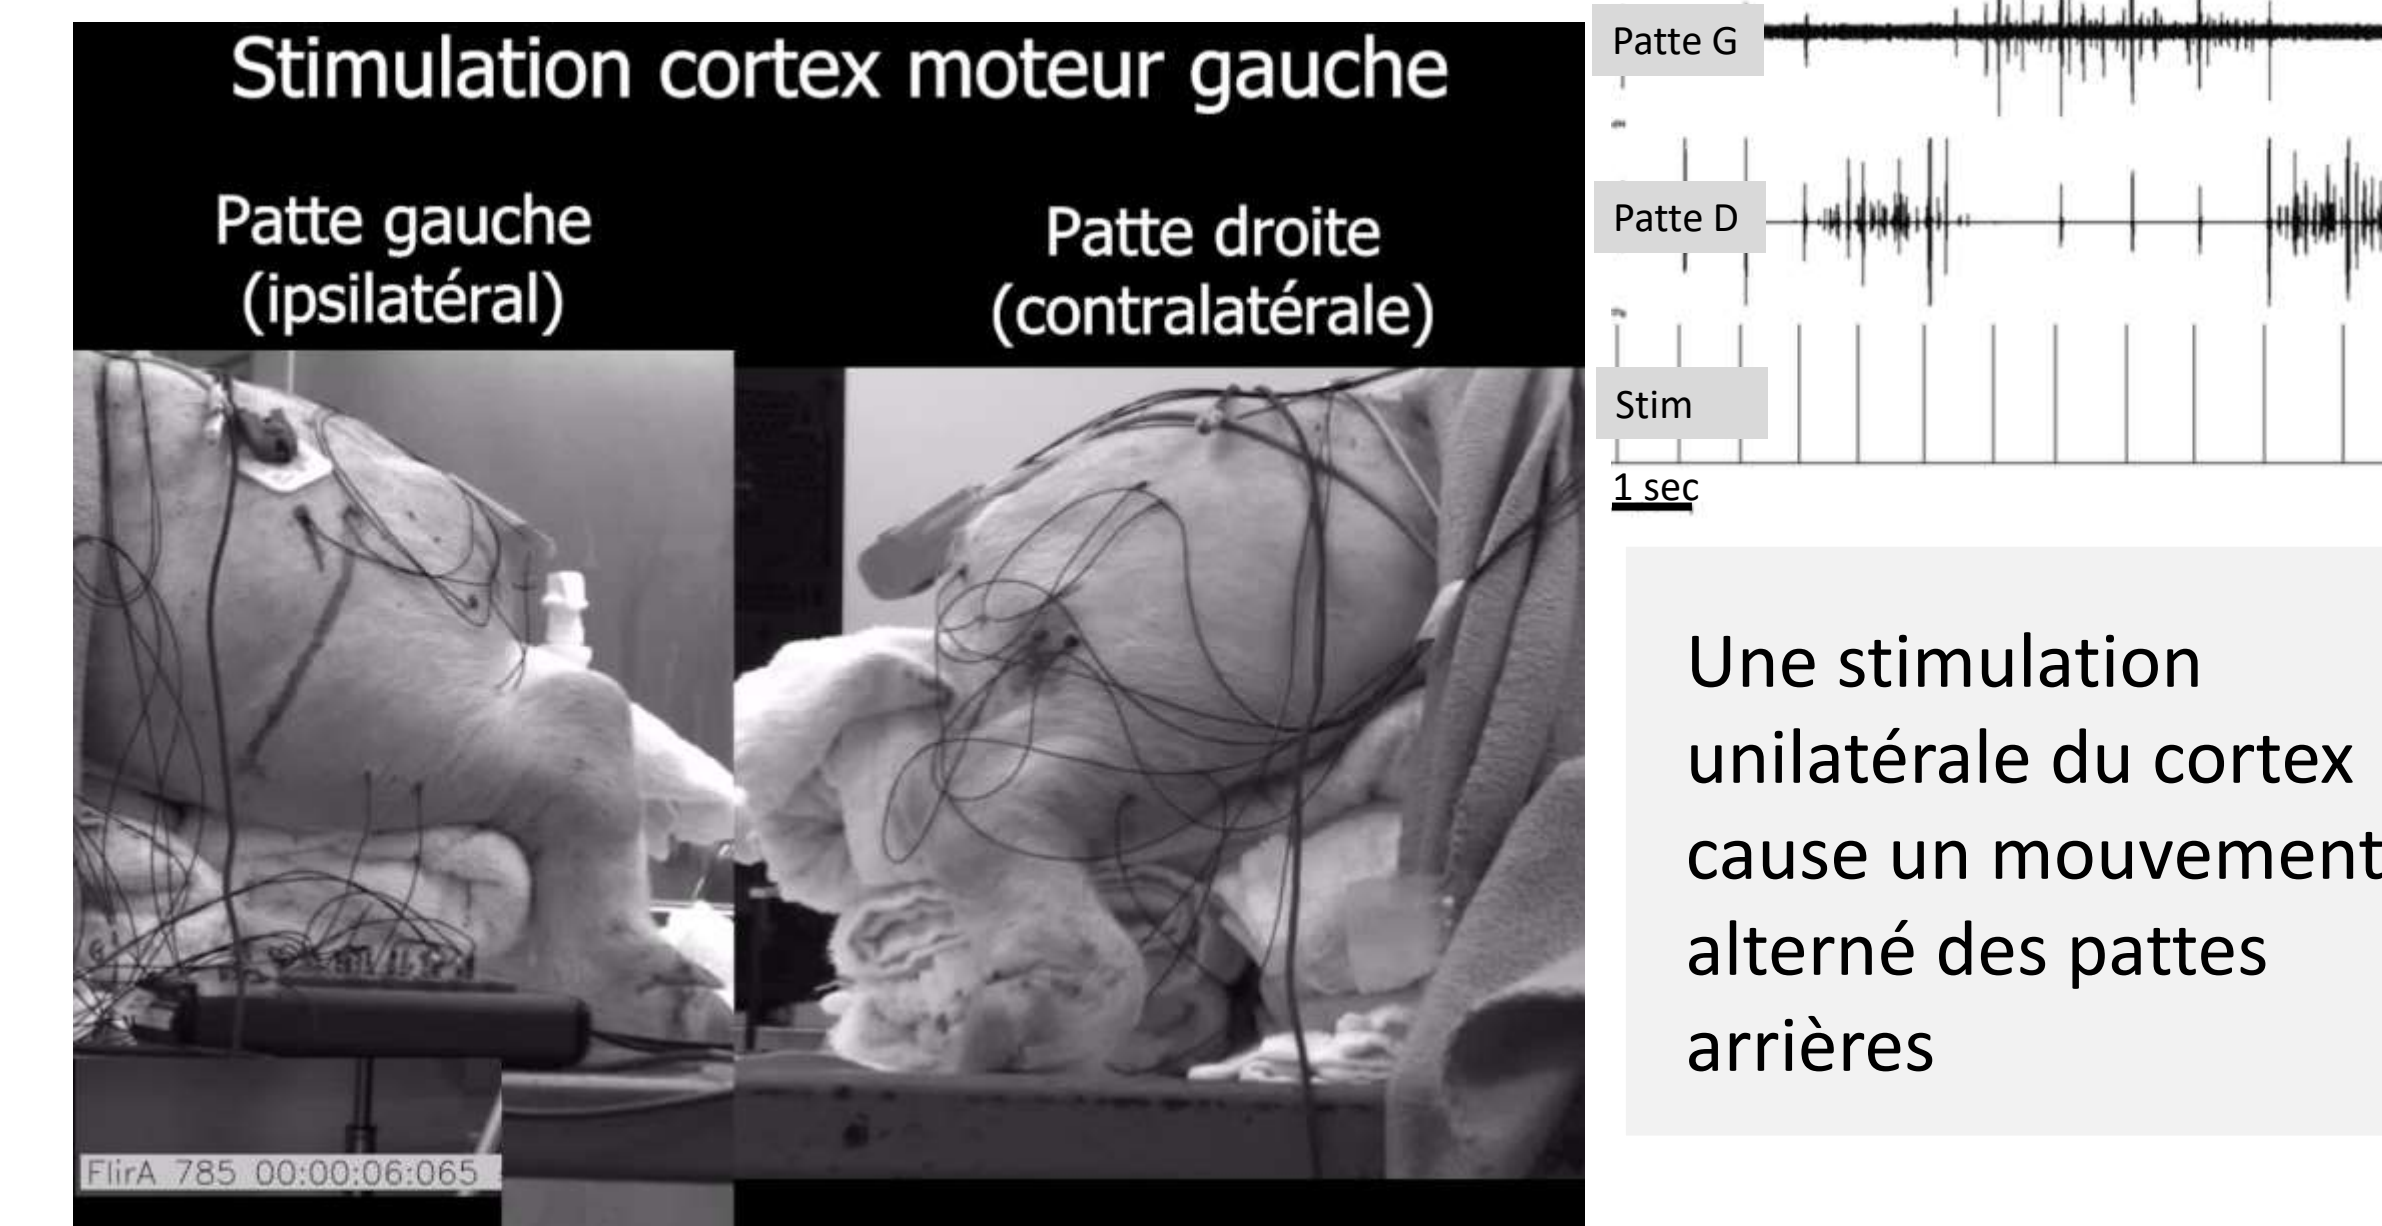 Stimulation cortex moteur gauche
Patte gauche
(ipsilatéral)
Patte droite
(contralatérale)
FlirA 785 00:00:06:065
Patte G
Patte D
Stim
1 sec
Une stimulation
unilatérale du cortex
cause un mouvement
alterné des pattes
arrières